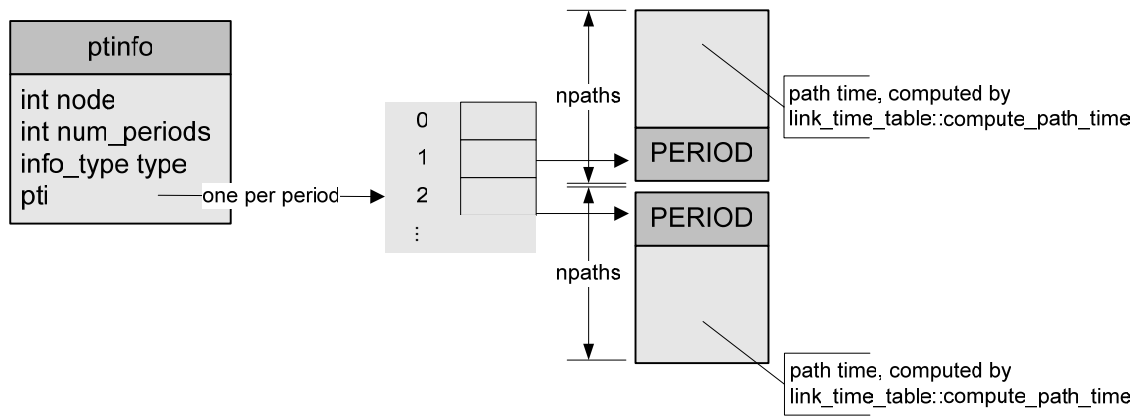 ptinfo
int node
int num_periods
info_type type
pti
one per period
0
1
2
...
npaths
PERIOD
path time, computed by
link_time_table::compute_path_time
PERIOD
npaths
path time, computed by
link_time_table::compute_path_time